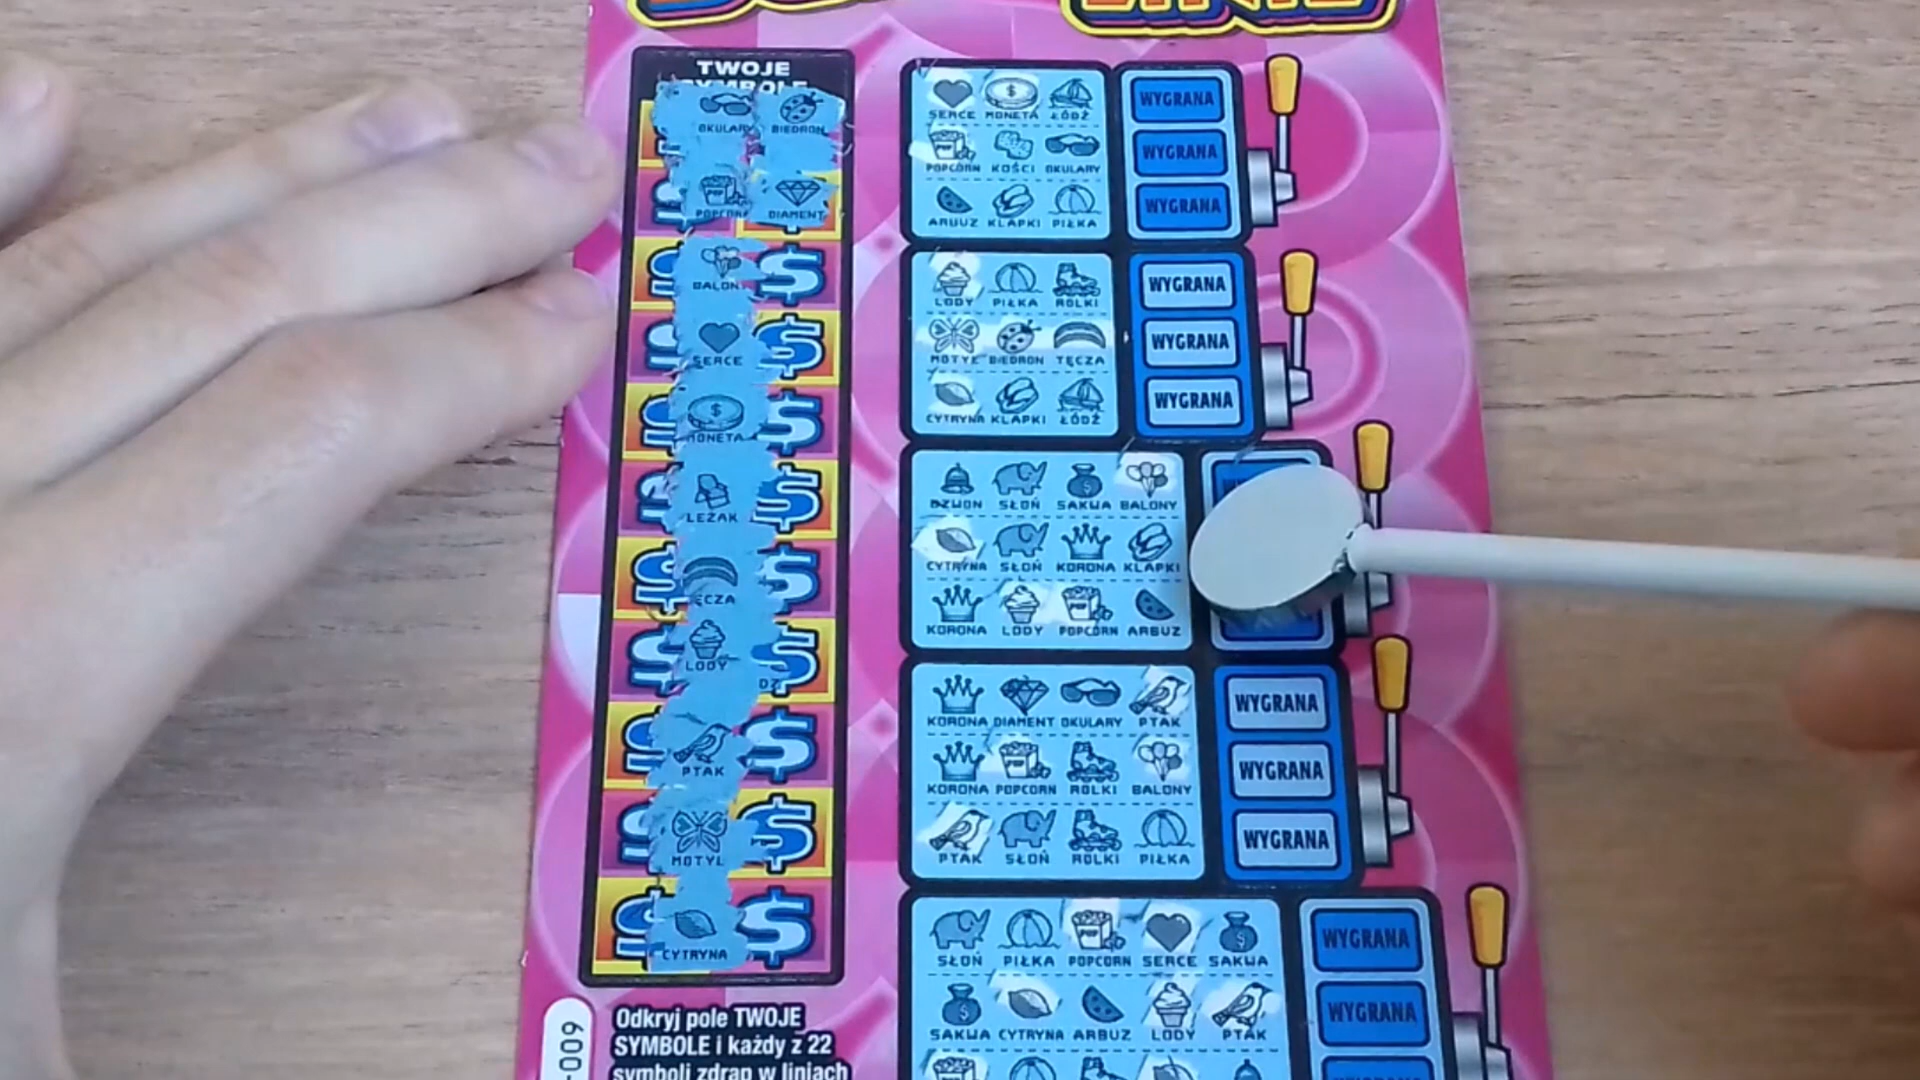 TWOJE
SYMBOLE
OKULARY BIEDRON
POPCORN DIAMENT
BALONY
SERCE
MONETA
LEŻAK
TĘCZA
LODY
PTAK
MOTYL
CYTRYNA
SERCE MONETA ŁÓDŹ
WYGRANA
POPCORN KOŚCI OKULARY
WYGRANA
ARBUZ KLAPKI PIŁKA
WYGRANA
LODY PIŁKA ROLKI
WYGRANA
MOTYL BIEDRON TĘCZA
WYGRANA
CYTRYNA KLAPKI ŁÓDŹ
WYGRANA
DZWON SŁOŃ SAKWA BALONY
CYTRYNA SŁOŃ KORONA KLAPKI
KORONA LODY POPCORN ARBUZ
KORONA DIAMENT OKULARY PTAK
WYGRANA
KORONA POPCORN ROLKI BALONY
WYGRANA
PTAK SŁOŃ ROLKI PIŁKA
WYGRANA
SŁOŃ PIŁKA POPCORN SERCE SAKWA
WYGRANA
SAKWA CYTRYNA ARBUZ LODY PTAK
WYGRANA
-009
Odkryj pole TWOJE
SYMBOLE i każdy z 22
symboli zdrap w liniach